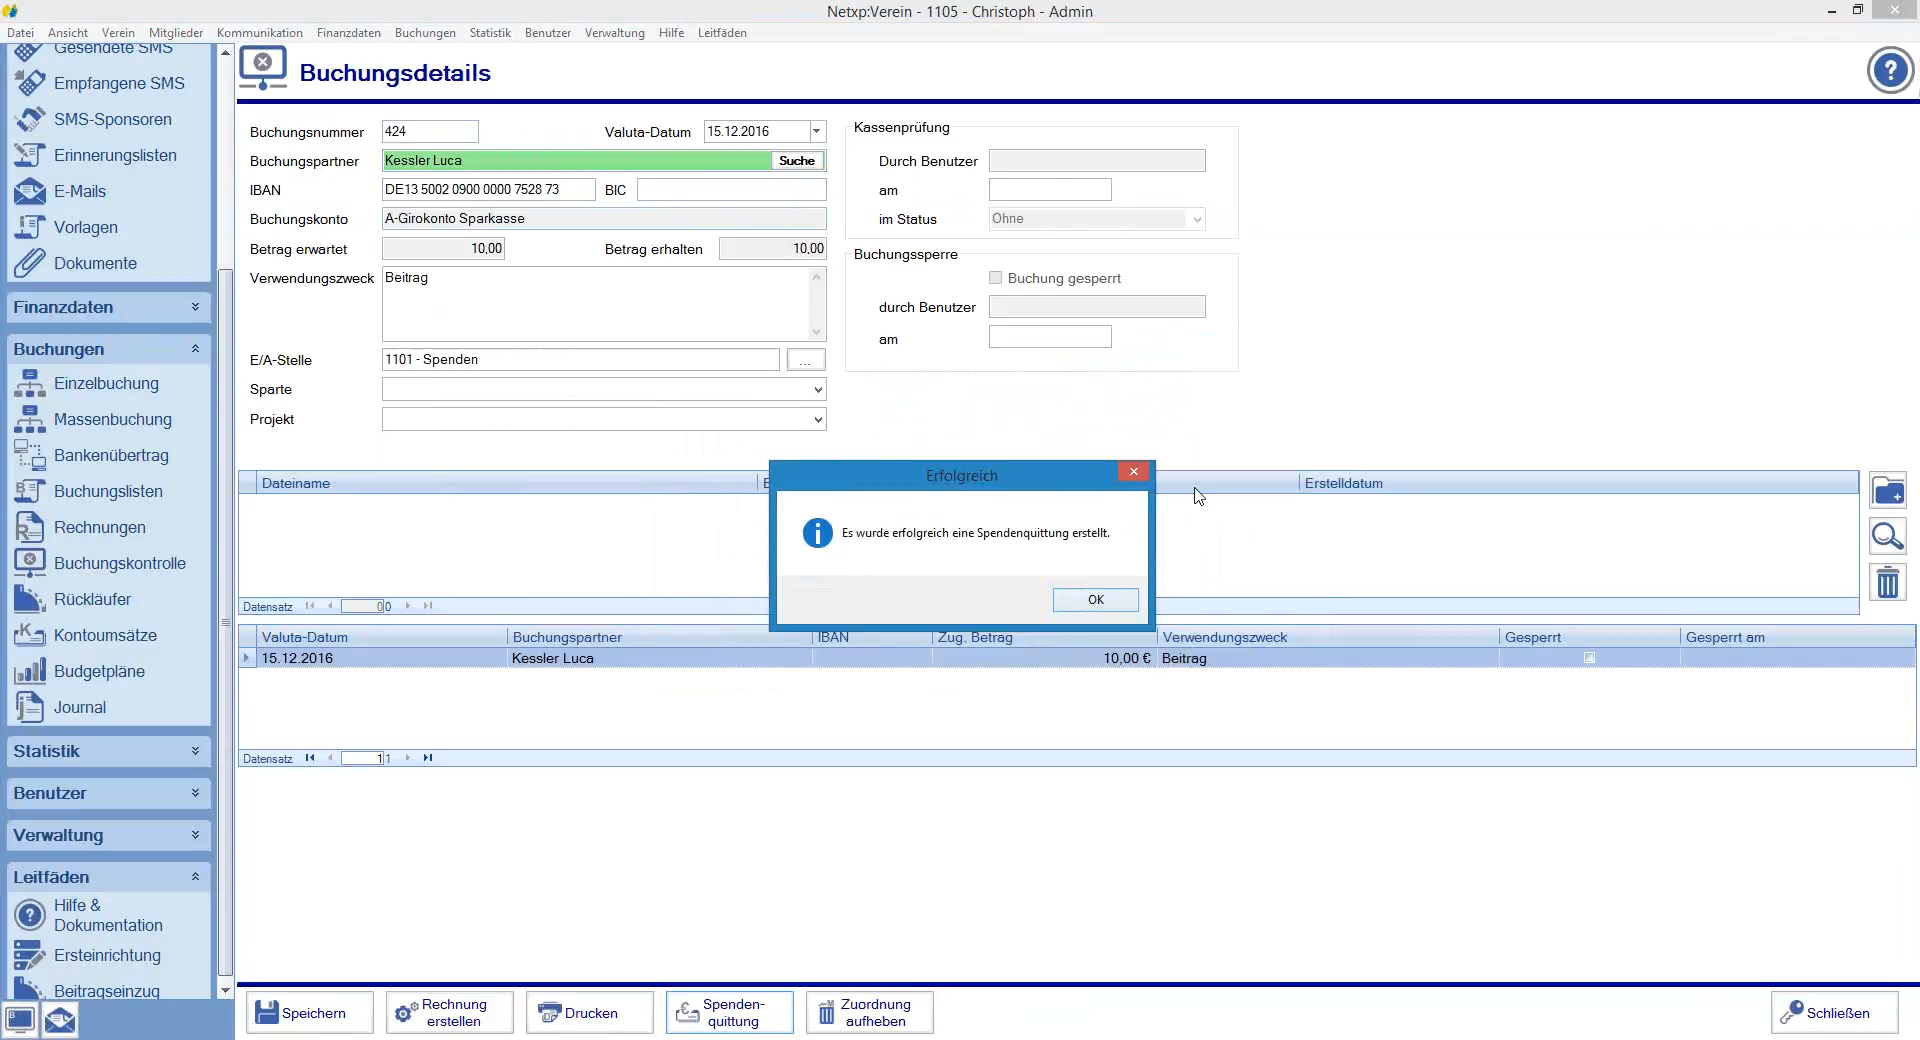 Netxp:Verein - 1105 - Christoph - Admin
Datei Ansicht Verein Mitglieder Kommunikation Finanzdaten Buchungen Statistik Benutzer Verwaltung Hilfe Leitfäden
Gesendete SMS
Empfangene SMS
SMS-Sponsoren
Erinnerungslisten
E-Mails
Vorlagen
Dokumente
Finanzdaten
Buchungen
Einzelbuchung
Massenbuchung
Bankenübertrag
Buchungslisten
Rechnungen
Buchungskontrolle
Rückläufer
Kontoumsätze
Budgetpläne
Journal
Statistik
Benutzer
Verwaltung
Leitfäden
Hilfe &
Dokumentation
Ersteinrichtung
Beitragseinzug
Buchungsdetails
Buchungsnummer 424 Valuta-Datum 15.12.2016
Buchungspartner Kessler Luca Suche
IBAN DE13 5002 0900 0000 7528 73 BIC
Buchungskonto A-Girokonto Sparkasse
Betrag erwartet 10,00 Betrag erhalten 10,00
Verwendungszweck Beitrag
E/A-Stelle 1101 - Spenden ...
Sparte
Projekt
Kassenprüfung
Durch Benutzer
am
im Status Ohne
Buchungssperre
Buchung gesperrt
durch Benutzer
am
Dateiname Erstelldatum
Datensatz 0 0
Erfolgreich
Es wurde erfolgreich eine Spendenquittung erstellt.
OK
Valuta-Datum Buchungspartner IBAN Zug. Betrag Verwendungszweck Gesperrt Gesperrt am
15.12.2016 Kessler Luca 10,00 € Beitrag
Datensatz 1 1
Speichern
Rechnung
erstellen
Drucken
Spenden-
quittung
Zuordnung
aufheben
Schließen